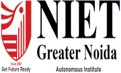 NIET
Greater Noida
Get Future Ready
Autonomous Institute